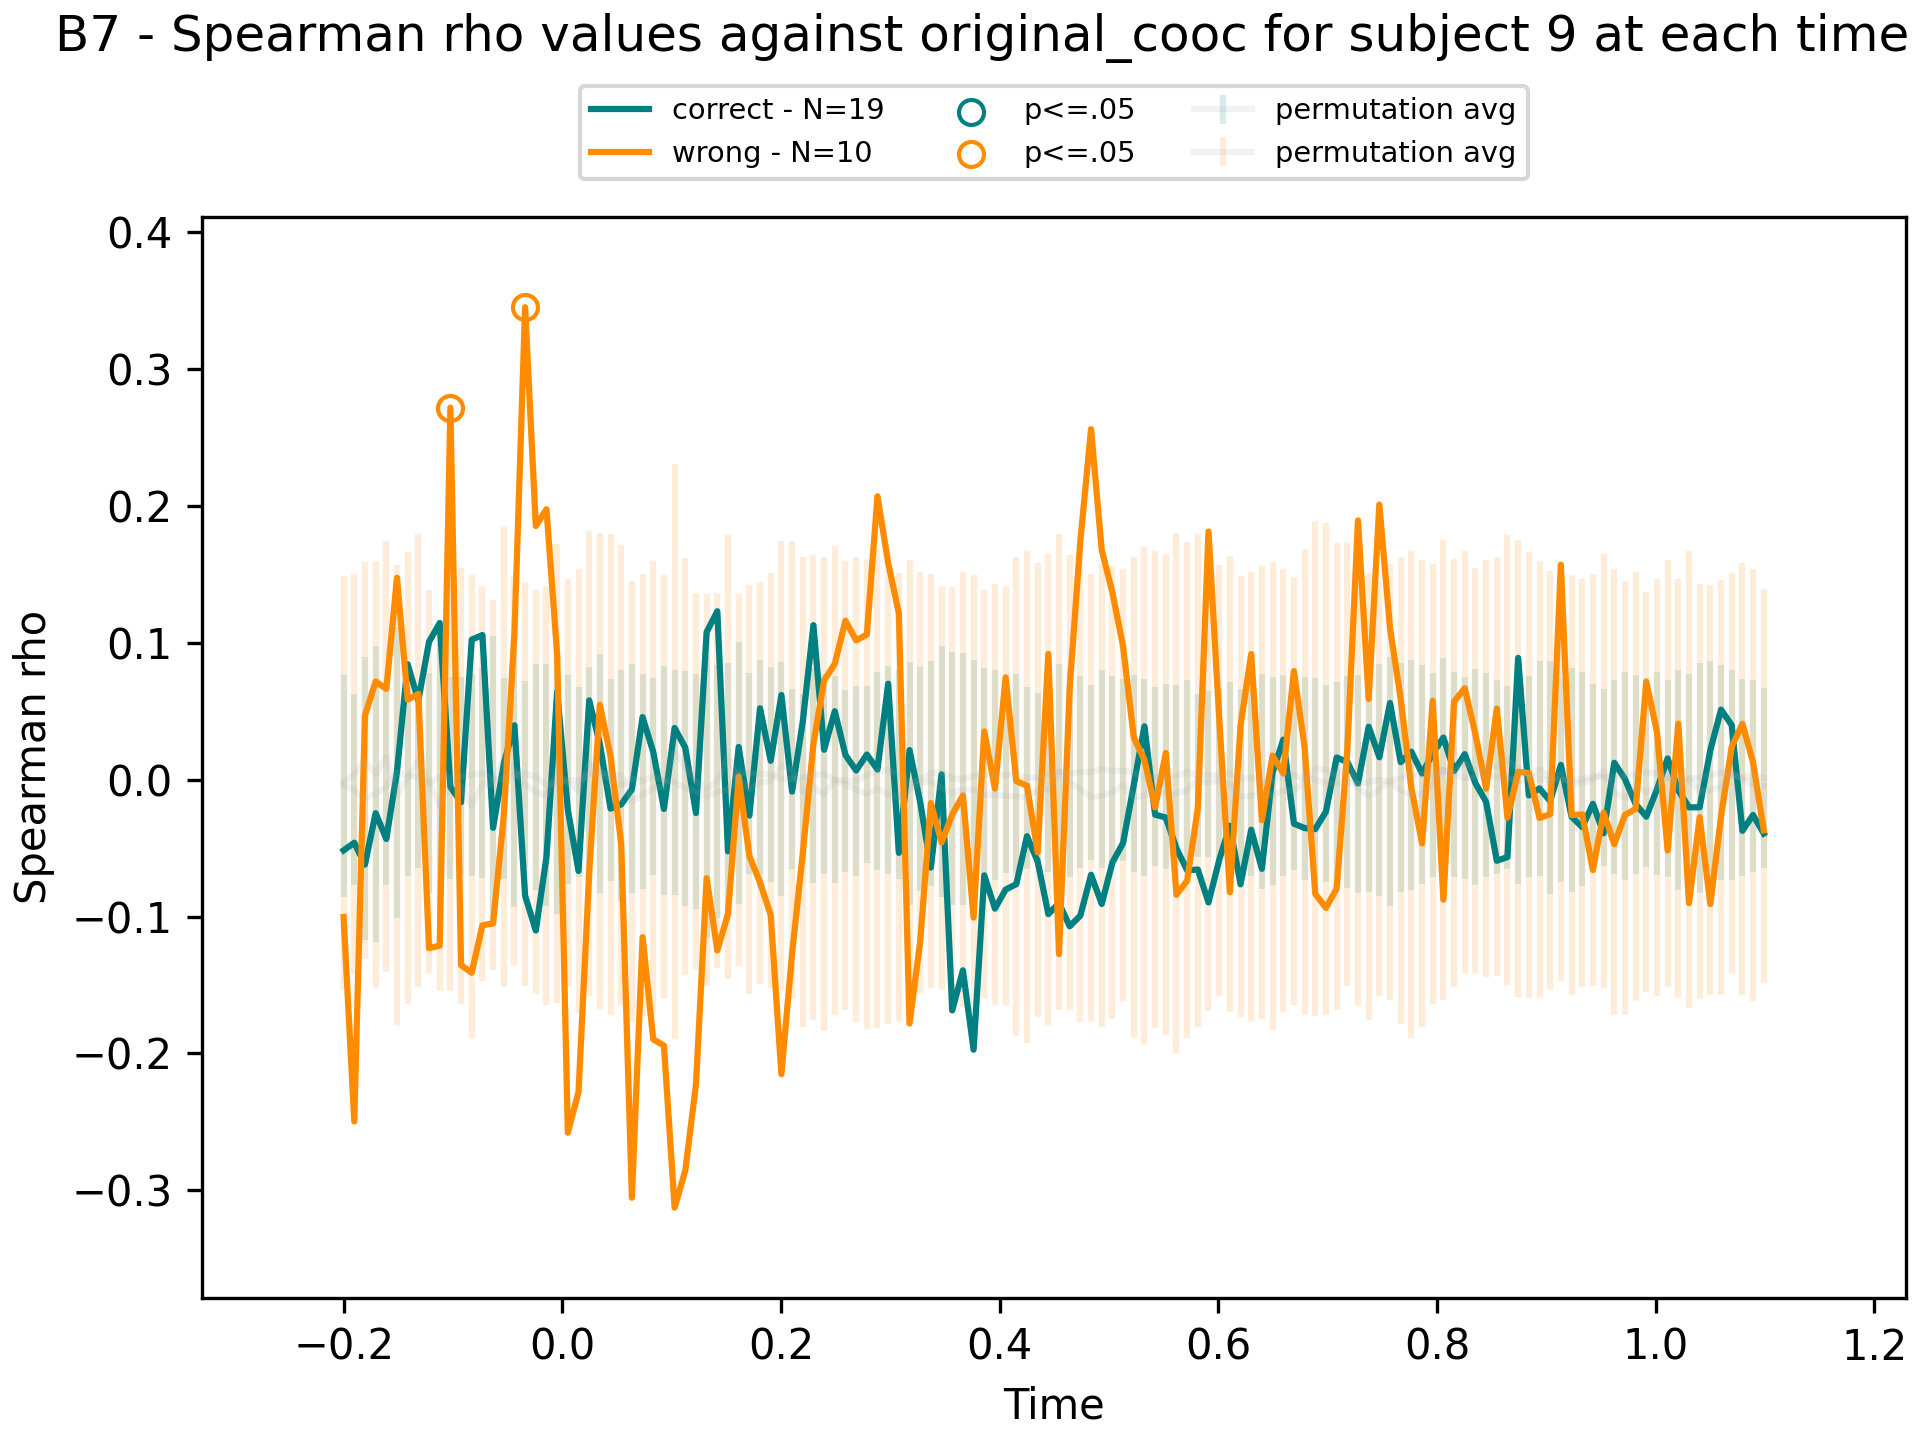 B7 - Spearman rho values against original_cooc for subject 9 at each time
correct - N=19
wrong - N=10
p<=.05
p<=.05
permutation avg
permutation avg
Spearman rho
0.4
0.3
0.2
0.1
0.0
−0.1
−0.2
−0.3
−0.2
0.0
0.2
0.4
0.6
0.8
1.0
1.2
Time